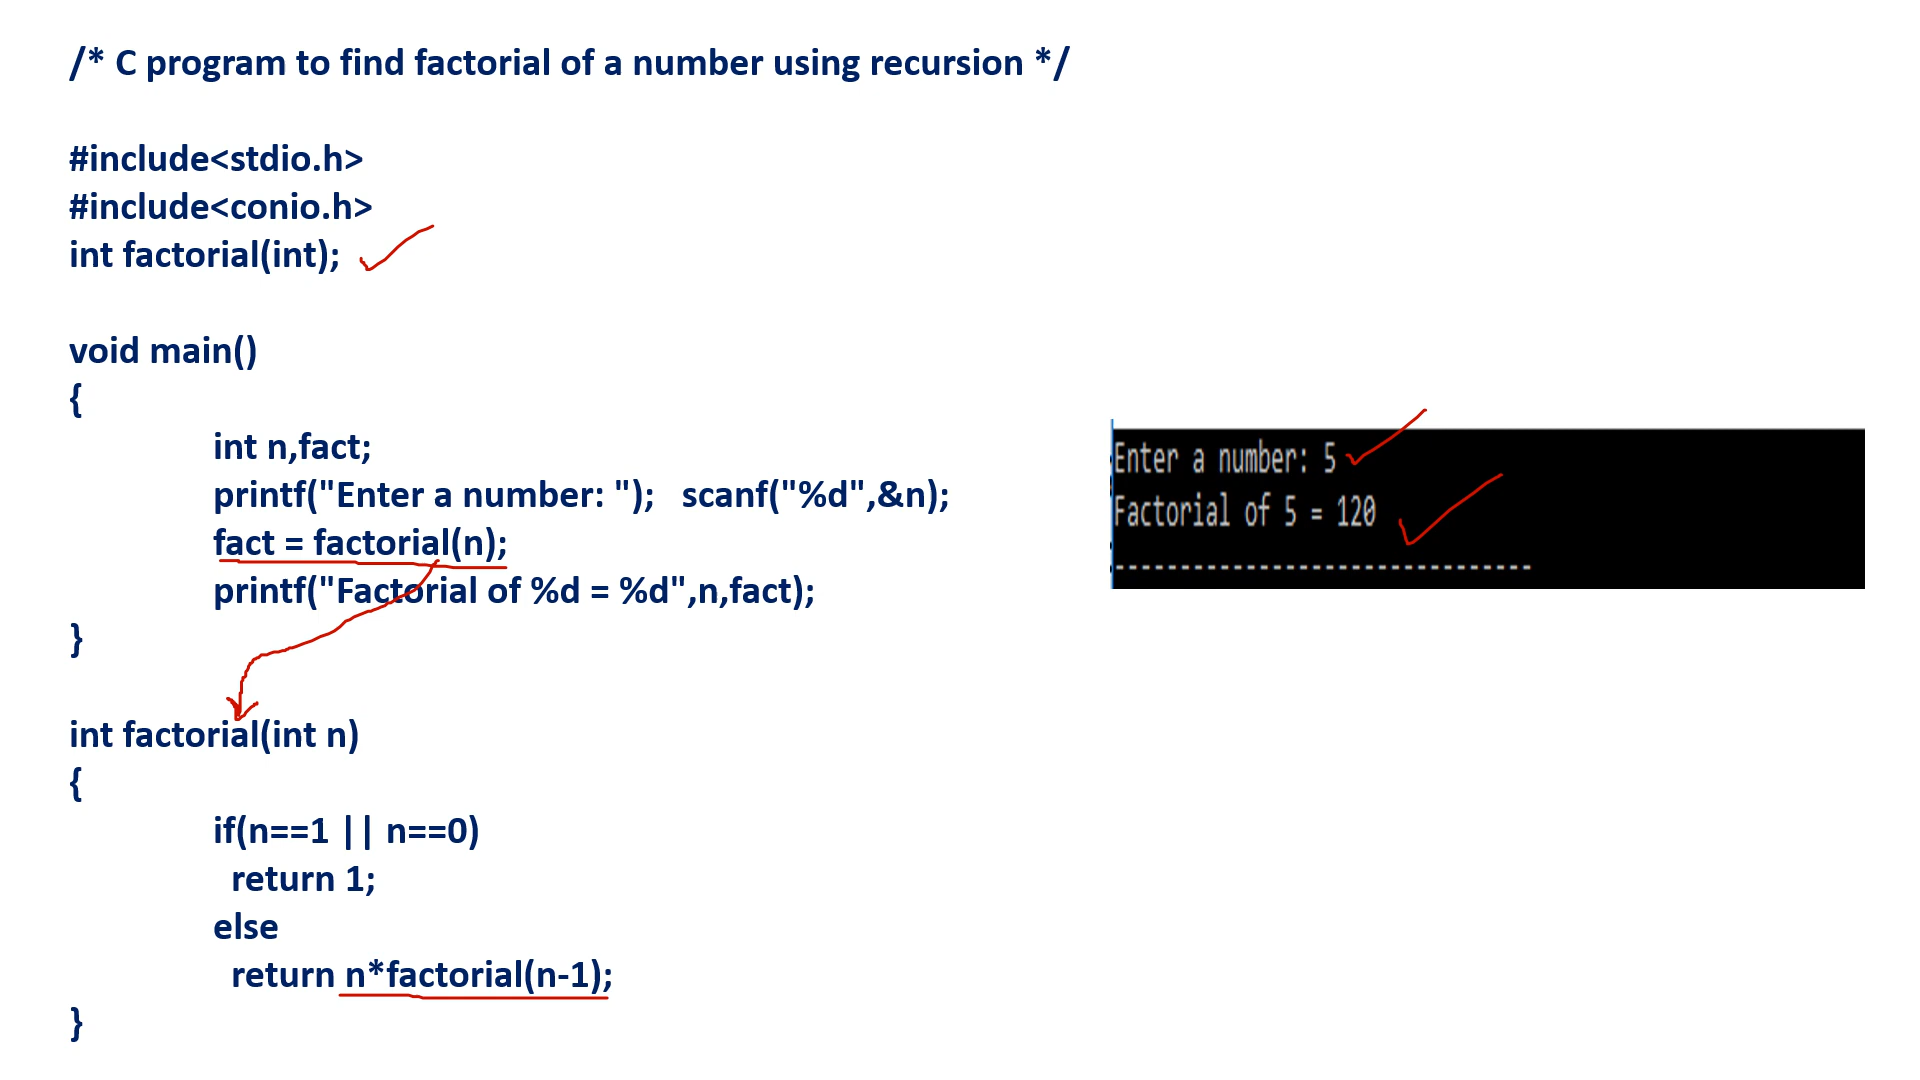 /* C program to find factorial of a number using recursion */
#include<stdio.h>
#include<conio.h>
int factorial(int);
void main()
{
int n,fact;
printf("Enter a number: ");   scanf("%d",&n);
fact = factorial(n);
printf("Factorial of %d = %d",n,fact);
}
int factorial(int n)
{
if(n==1 || n==0)
return 1;
else
return n*factorial(n-1);
}
Enter a number: 5
Factorial of 5 = 120
--------------------------------